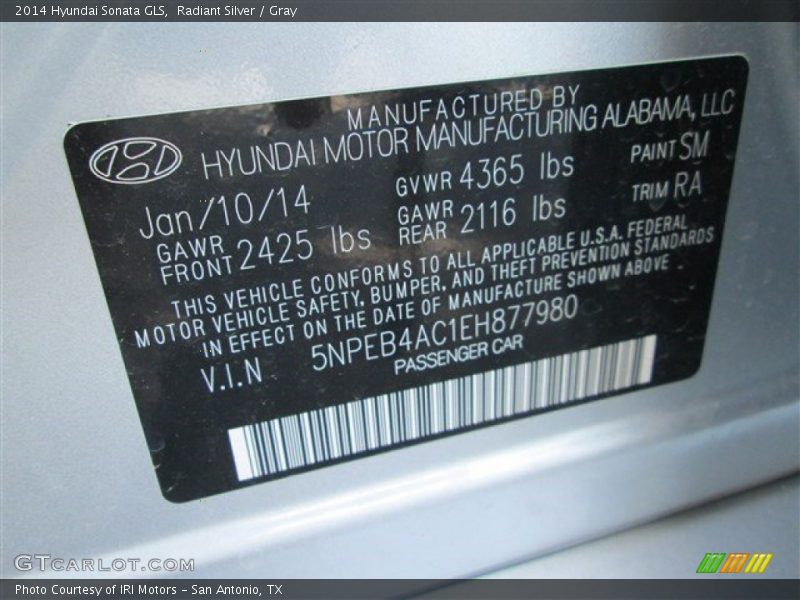 2014 Hyundai Sonata GLS, Radiant Silver / Gray
MANUFACTURED BY
HYUNDAI MOTOR MANUFACTURING ALABAMA, LLC
Jan/10/14 GVWR 4365 lbs PAINT SM
GAWR FRONT 2425 lbs GAWR REAR 2116 lbs TRIM RA
THIS VEHICLE CONFORMS TO ALL APPLICABLE U.S.A. FEDERAL
MOTOR VEHICLE SAFETY, BUMPER, AND THEFT PREVENTION STANDARDS
IN EFFECT ON THE DATE OF MANUFACTURE SHOWN ABOVE
V.I.N 5NPEB4AC1EH877980
PASSENGER CAR
GTCARLOT.COM
Photo Courtesy of IRI Motors – San Antonio, TX